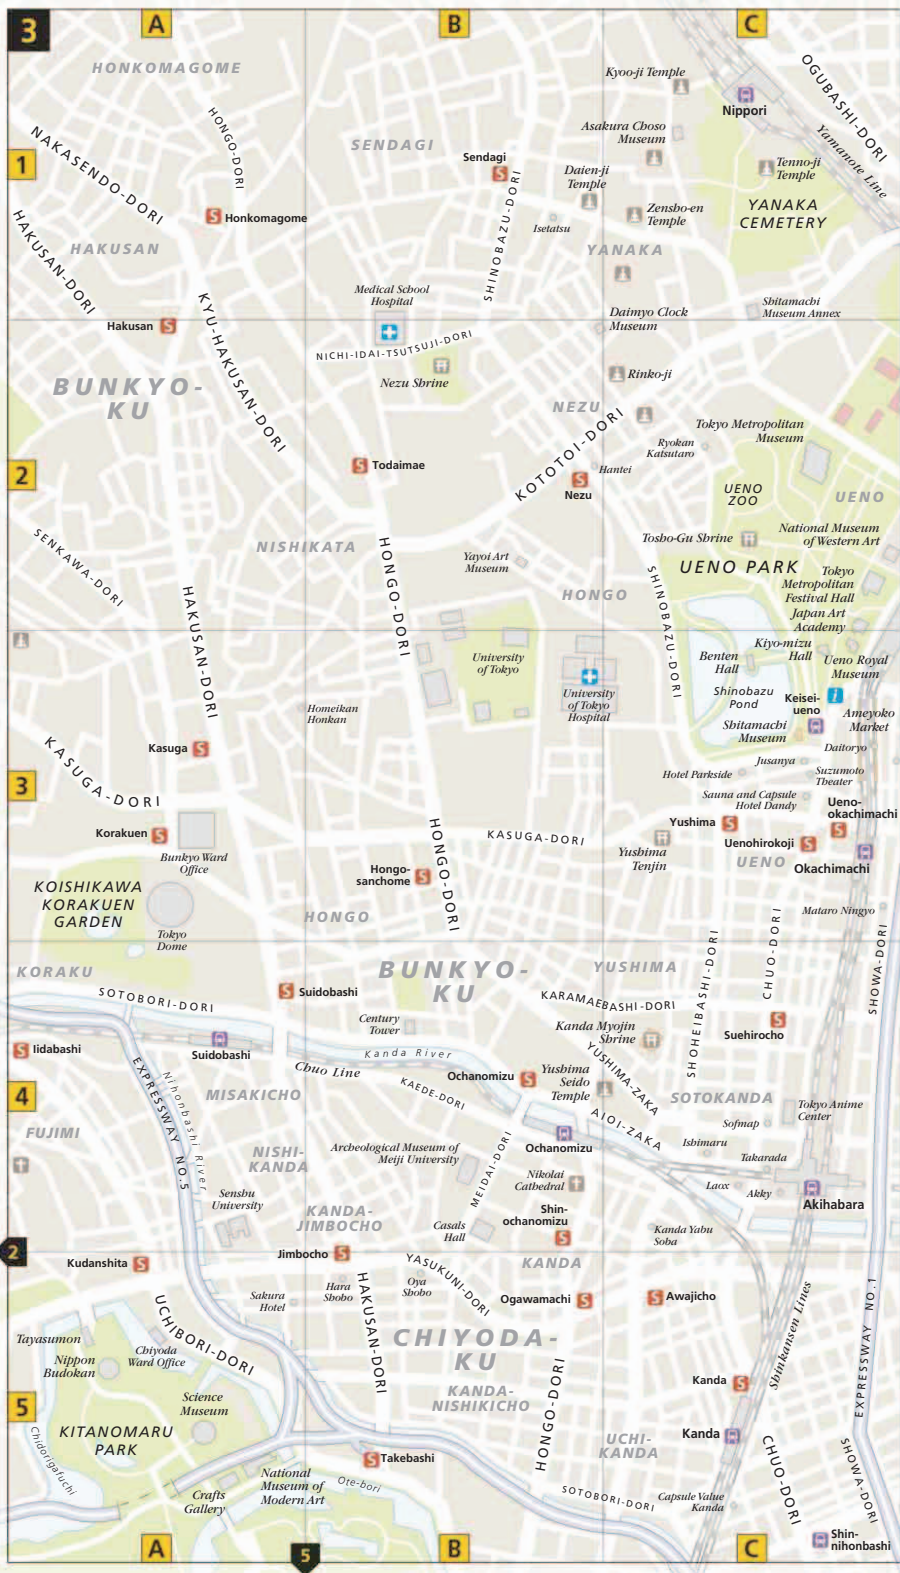 3
A
B
C
HONKOMAGOME
Kyoo-ji Temple
OGUBASHI-DORI
Nippori
HONGO-DORI
NAKASENDO-DORI
Asakura Choso
Museum
Yamanote Line
1
SENDAGI
Sendagi
Daien-ji
Temple
Tenno-ji
Temple
Honkomagome
SHINOBAZU-DORI
Isetatsu
Zensho-en
Temple
YANAKA
CEMETERY
HAKUSAN-DORI
HAKUSAN
YANAKA
Medical School
Hospital
Hakusan
KYU-HAKUSAN-DORI
Daimyo Clock
Museum
Shitamachi
Museum Annex
NICHI-IDAI-TSUTSUJI-DORI
BUNKYO-
KU
Nezu Shrine
Rinko-ji
NEZU
KOTOTOI-DORI
Tokyo Metropolitan
Museum
Ryokan
Katsutaro
2
Todaimae
Hantei
Nezu
UENO
ZOO
UENO
SENKAWA-DORI
NISHIKATA
HONGO-DORI
Yayoi Art
Museum
Tosho-Gu Shrine
National Museum
of Western Art
UENO PARK
HAKUSAN-DORI
HONGO
SHINOBAZU-DORI
Tokyo
Metropolitan
Festival Hall
Japan Art
Academy
University
of Tokyo
Kiyo-mizu
Hall
Benten
Hall
Ueno Royal
Museum
University
of Tokyo
Hospital
Shinobazu
Pond
Keisei-
ueno
Homeikan
Honkan
Shitamachi
Museum
Ameyoko
Market
KASUGA-DORI
Kasuga
Daitoryo
Jusanya
3
Hotel Parkside
Suzumoto
Theater
Sauna and Capsule
Hotel Dandy
Ueno-
okachimachi
Korakuen
HONGO-DORI
KASUGA-DORI
Yushima
Bunkyo Ward
Office
Yushima
Tenjin
Uenohirokoji
UENO
Okachimachi
Hongo-
sanchome
KOISHIKAWA
KORAKUEN
GARDEN
HONGO
Mataro Ningyo
Tokyo
Dome
CHUO-DORI
SHOWA-DORI
KORAKU
BUNKYO-
KU
YUSHIMA
SHOHEIBASHI-DORI
SOTOBORI-DORI
Suidobashi
KARAMAEBASHI-DORI
Century
Tower
Kanda Myojin
Shrine
Suehirocho
Iidabashi
Suidobashi
Kanda River
YUSHIMA-ZAKA
EXPRESSWAY NO.5
Nihonbashi River
Chuo Line
Ochanomizu
Yushima
Seido
Temple
4
MISAKICHO
KAEDE-DORI
SOTOKANDA
Tokyo Anime
Center
AIOI-ZAKA
Sofmap
FUJIMI
NISHI-
KANDA
Archeological Museum of
Meiji University
MEIDAI-DORI
Ochanomizu
Ishimaru
Takarada
Nikolai
Cathedral
Senshu
University
Laox
Akky
Akihabara
KANDA-
JIMBOCHO
Casals
Hall
Shin-
ochanomizu
Kanda Yabu
Soba
2
Kudanshita
Jimbocho
KANDA
YASUKUNI-DORI
Sakura
Hotel
Hara
Shobo
Oya
Shobo
Ogawamachi
Awajicho
UCHIBORI-DORI
HAKUSAN-DORI
Shinkansen Lines
EXPRESSWAY NO.1
Tayasumon
Chiyoda
Ward Office
CHIYODA-
KU
Nippon
Budokan
HONGO-DORI
Kanda
KANDA-
NISHIKICHO
5
Science
Museum
KITANOMARU
PARK
UCHI-
KANDA
Kanda
Chidorigafuchi
Takebashi
CHUO-DORI
SHOWA-DORI
National
Museum of
Modern Art
Ote-bori
Crafts
Gallery
SOTOBORI-DORI
Capsule Value
Kanda
Shin-
nihonbashi
A
5
B
C